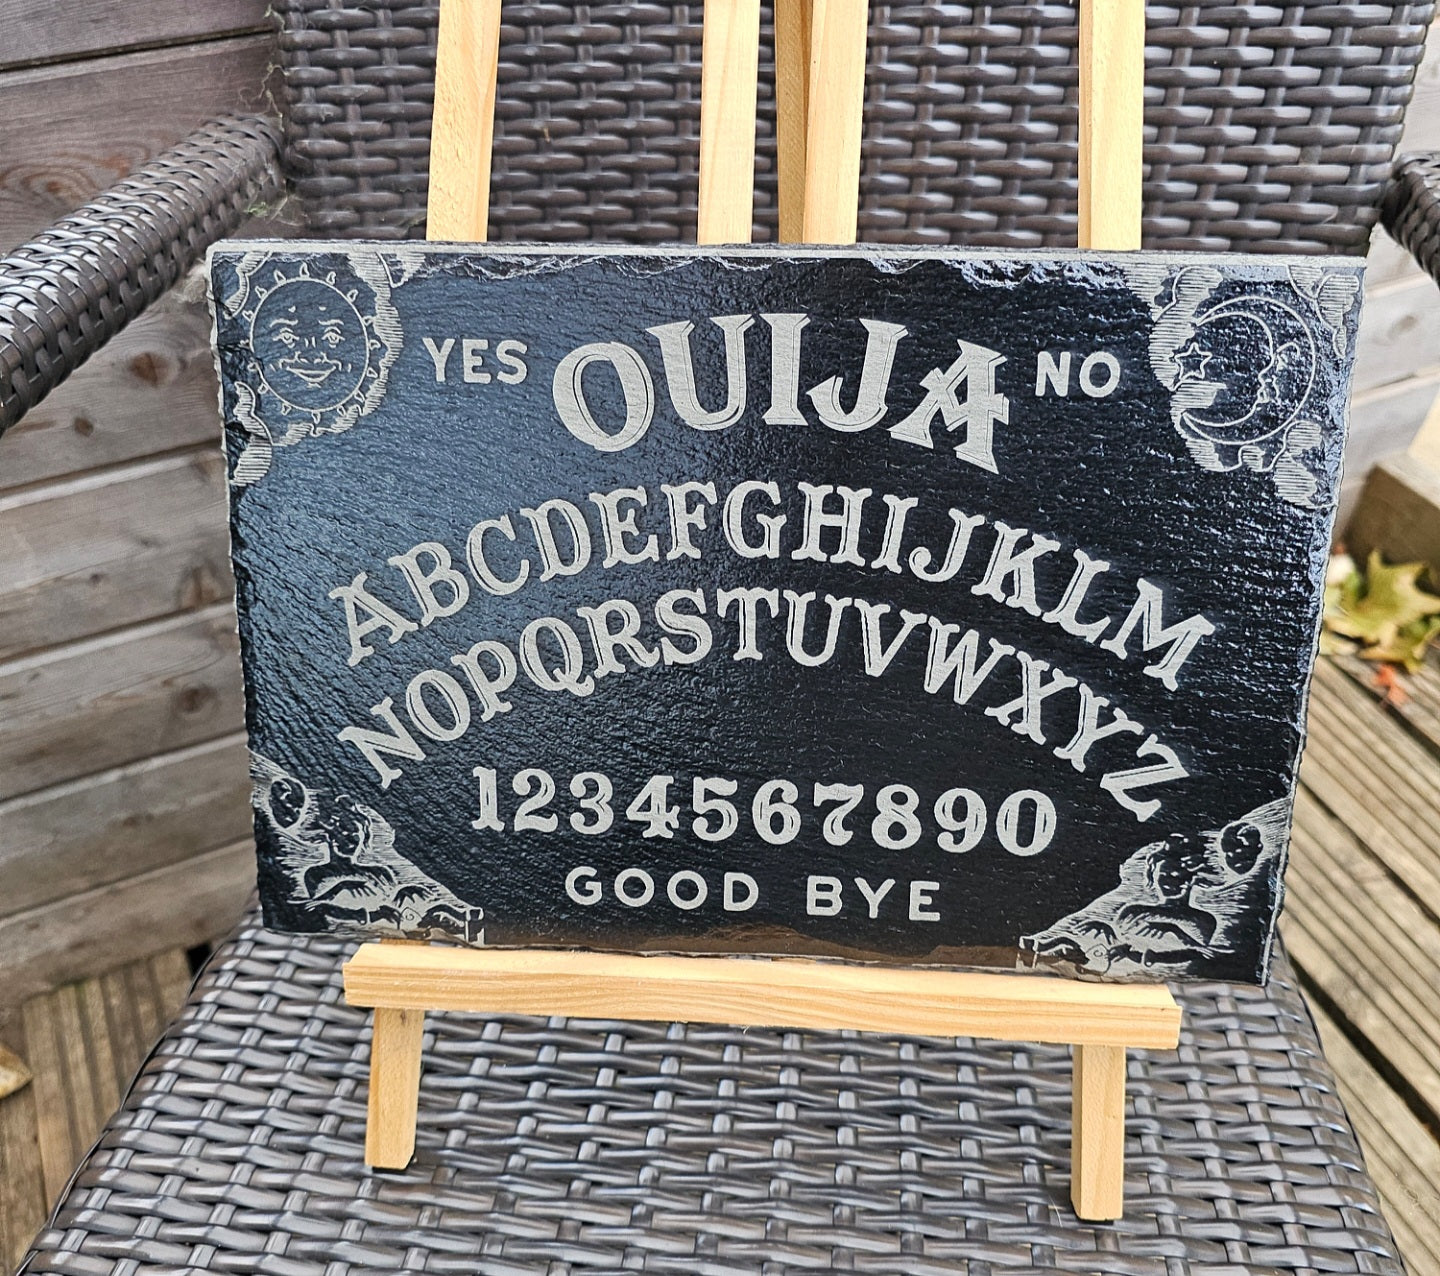 YES OUIJA NO
ABCDEFGHIJKLM
NOPQRSTUVWXYZ
1234567890
GOOD BYE